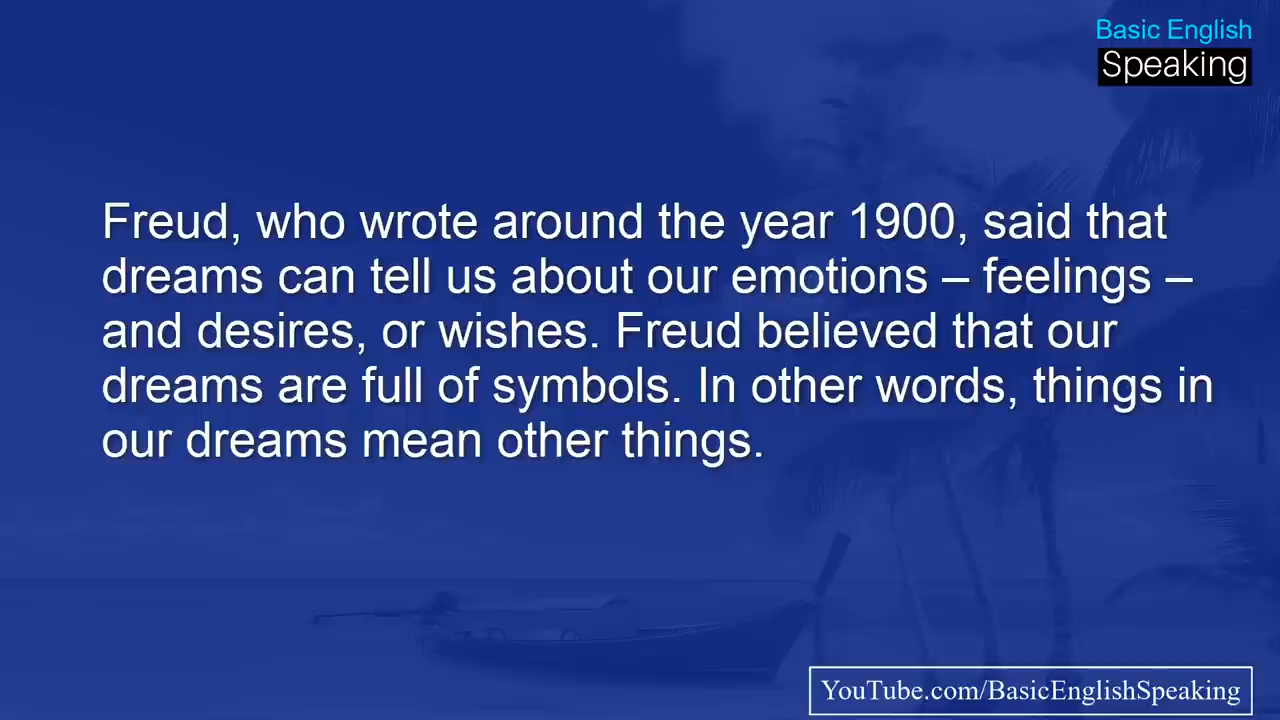 Basic English
Speaking
Freud, who wrote around the year 1900, said that
dreams can tell us about our emotions – feelings –
and desires, or wishes. Freud believed that our
dreams are full of symbols. In other words, things in
our dreams mean other things.
YouTube.com/BasicEnglishSpeaking